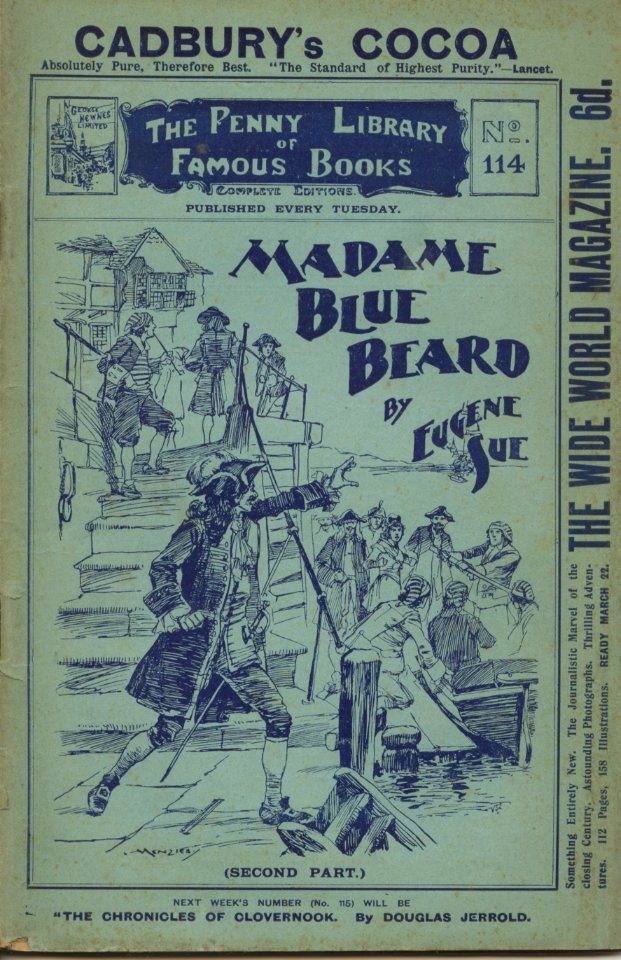 CADBURY's COCOA
Absolutely Pure, Therefore Best. "The Standard of Highest Purity."—Lancet.
GEORGE
NEWNES
LIMITED
THE PENNY LIBRARY
OF
FAMOUS BOOKS
COMPLETE EDITIONS.
PUBLISHED EVERY TUESDAY.
No.
114
MADAME
BLUE
BEARD
BY EUGENE
SUE
MENZIES
(SECOND PART.)
NEXT WEEK'S NUMBER (No. 115) WILL BE
"THE CHRONICLES OF CLOVERNOOK. By DOUGLAS JERROLD.
THE WIDE WORLD MAGAZINE. 6d.
Something Entirely New. The Journalistic Marvel of the
closing Century. Astounding Photographs. Thrilling Adven-
tures. 112 Pages, 158 Illustrations. READY MARCH 22.